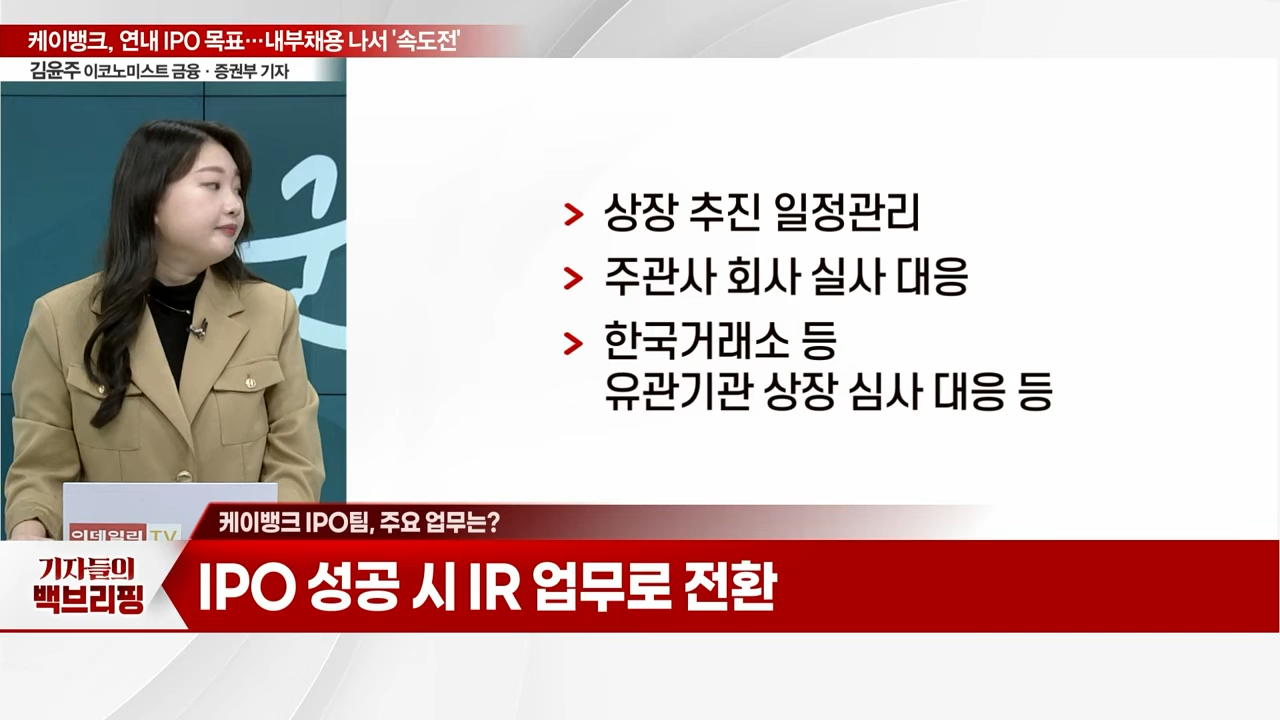 케이뱅크, 연내 IPO 목표…내부채용 나서 '속도전'
김윤주 이코노미스트 금융·증권부 기자
> 상장 추진 일정관리
> 주관사 회사 실사 대응
> 한국거래소 등
유관기관 상장 심사 대응 등
이데일리 TV
케이뱅크 IPO팀, 주요 업무는?
기자들의
백브리핑
IPO 성공 시 IR 업무로 전환